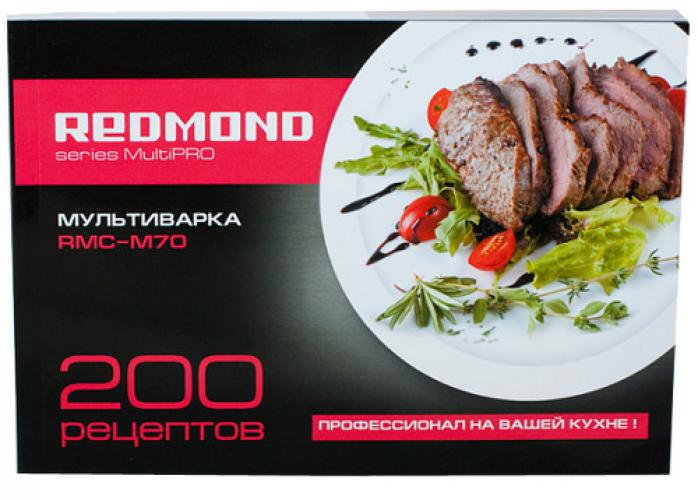 REDMOND
series MultiPRO
МУЛЬТИВАРКА
RMC-M70
200
рецептов
ПРОФЕССИОНАЛ НА ВАШЕЙ КУХНЕ !